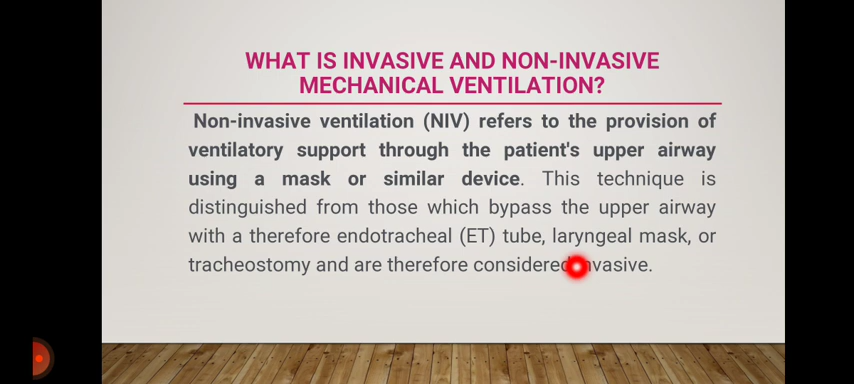 WHAT IS INVASIVE AND NON-INVASIVE
MECHANICAL VENTILATION?
Non-invasive ventilation (NIV) refers to the provision of
ventilatory support through the patient's upper airway
using a mask or similar device. This technique is
distinguished from those which bypass the upper airway
with a therefore endotracheal (ET) tube, laryngeal mask, or
tracheostomy and are therefore considered invasive.